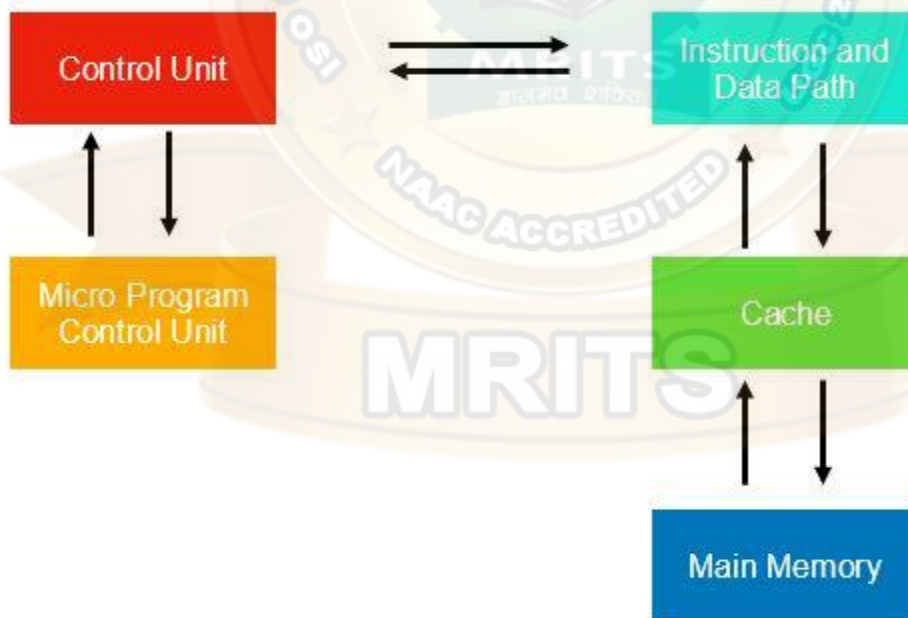 Control Unit
Instruction and
Data Path
MRITS
NAAC ACCREDITED
Micro Program
Control Unit
Cache
MRITS
Main Memory